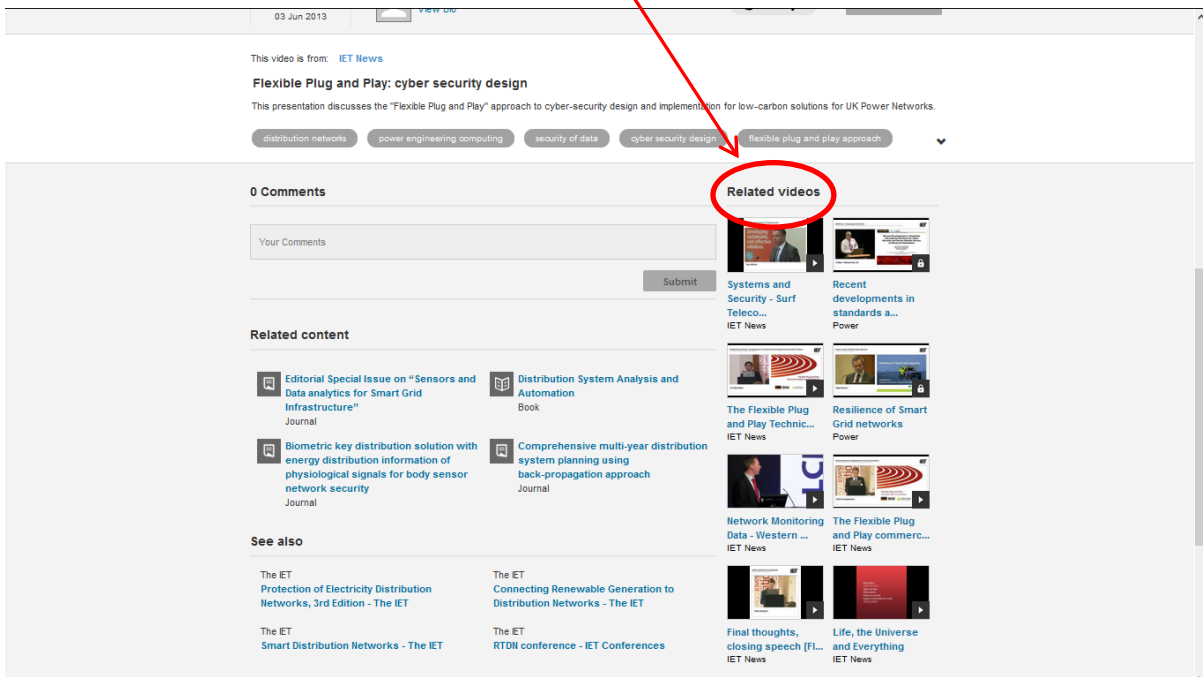 03 Jun 2013
View Bio
This video is from: IET News
Flexible Plug and Play: cyber security design
This presentation discusses the "Flexible Plug and Play" approach to cyber-security design and implementation for low-carbon solutions for UK Power Networks.
distribution networks
power engineering computing
security of data
cyber security design
flexible plug and play approach
0 Comments
Your Comments
Submit
Related content
Editorial Special Issue on “Sensors and
Data analytics for Smart Grid
Infrastructure”
Journal
Distribution System Analysis and
Automation
Book
Biometric key distribution solution with
energy distribution information of
physiological signals for body sensor
network security
Journal
Comprehensive multi-year distribution
system planning using
back-propagation approach
Journal
See also
The IET
Protection of Electricity Distribution
Networks, 3rd Edition - The IET
The IET
Connecting Renewable Generation to
Distribution Networks - The IET
The IET
Smart Distribution Networks - The IET
The IET
RTDN conference - IET Conferences
Related videos
Systems and
Security - Surf
Teleco...
IET News
Recent
developments in
standards a...
Power
The Flexible Plug
and Play Technic...
IET News
Resilience of Smart
Grid networks
Power
Network Monitoring
Data - Western ...
IET News
The Flexible Plug
and Play commerc...
IET News
Final thoughts,
closing speech [Fl...
IET News
Life, the Universe
and Everything
IET News